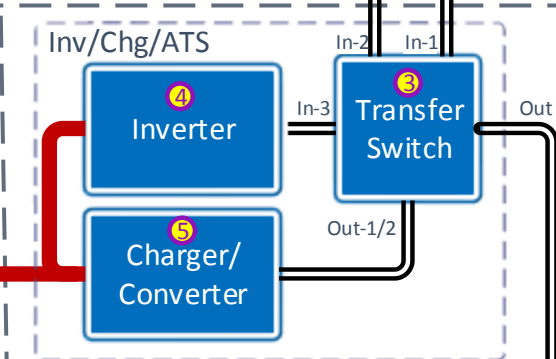 Inv/Chg/ATS
In-2
In-1
4
Inverter
In-3
3
Transfer
Switch
Out
Out-1/2
5
Charger/
Converter